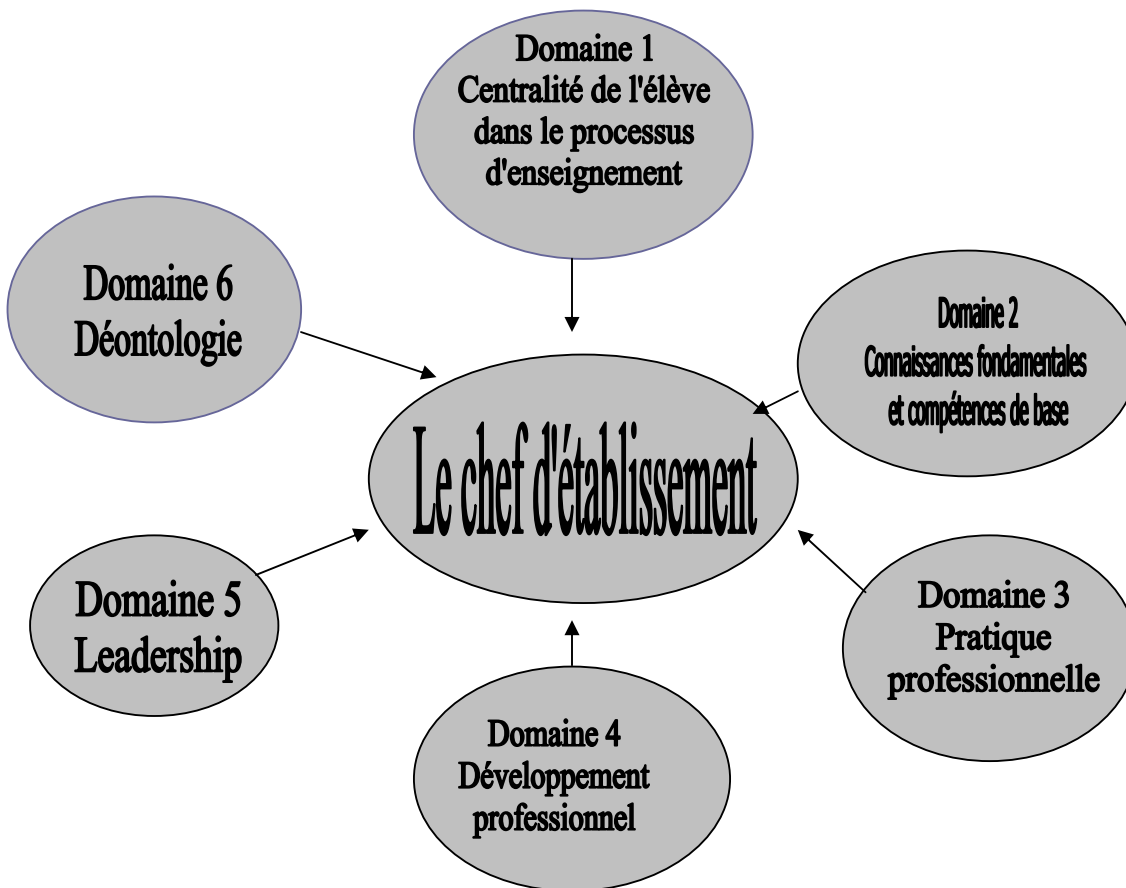 Domaine 1
Centralité de l'élève
dans le processus
d'enseignement
Domaine 6
Déontologie
Domaine 2
Connaissances fondamentales
et compétences de base
Le chef d'établissement
Domaine 5
Leadership
Domaine 3
Pratique
professionnelle
Domaine 4
Développement
professionnel